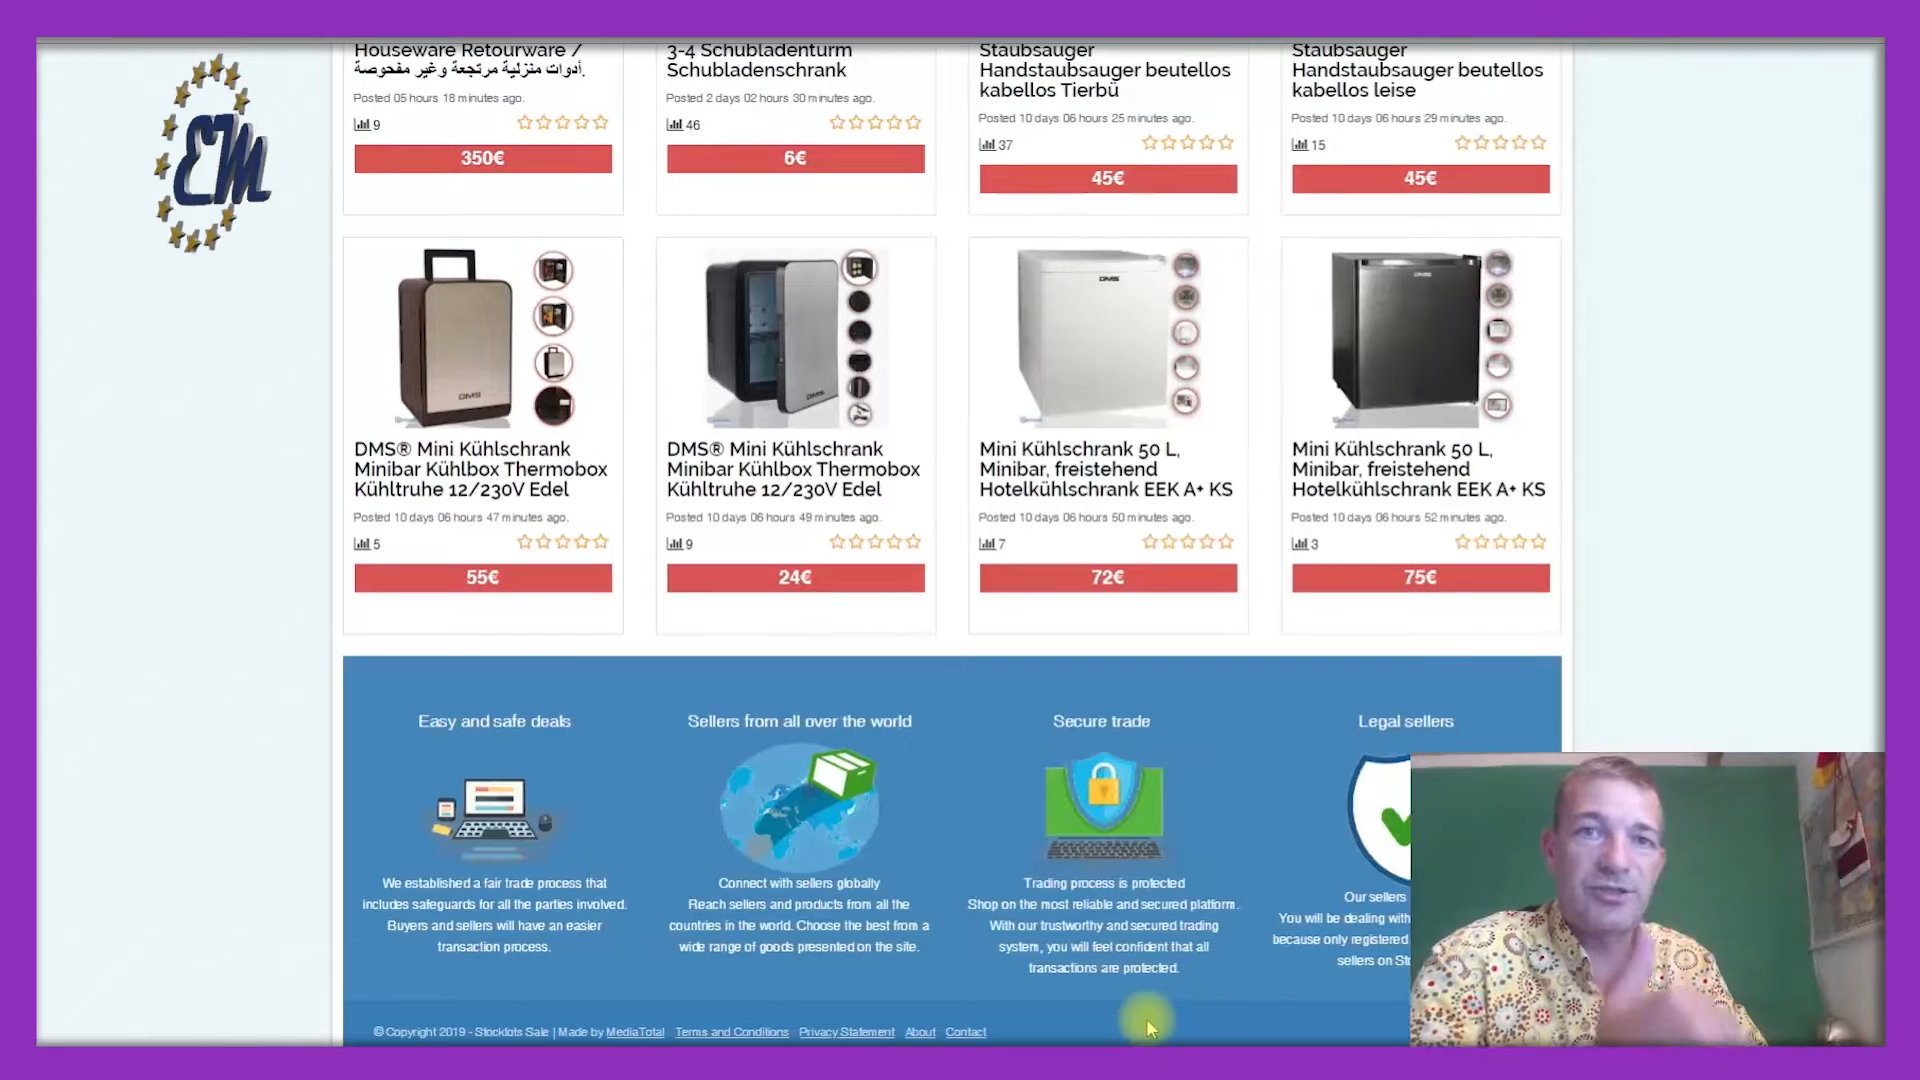 Houseware Retourware /
أدوات منزلية مرتجعة وغير مفحوصة.
Posted 05 hours 18 minutes ago.
9
350€
3-4 Schubladenturm
Schubladenschrank
Posted 2 days 02 hours 30 minutes ago.
46
6€
Staubsauger
Handstaubsauger beutellos
kabellos Tierbü
Posted 10 days 06 hours 25 minutes ago.
37
45€
Staubsauger
Handstaubsauger beutellos
kabellos leise
Posted 10 days 06 hours 29 minutes ago.
15
45€
EM
DMS
DMS® Mini Kühlschrank
Minibar Kühlbox Thermobox
Kühltruhe 12/230V Edel
Posted 10 days 06 hours 47 minutes ago.
5
55€
DMS
DMS® Mini Kühlschrank
Minibar Kühlbox Thermobox
Kühltruhe 12/230V Edel
Posted 10 days 06 hours 49 minutes ago.
9
24€
DMS
Mini Kühlschrank 50 L,
Minibar, freistehend
Hotelkühlschrank EEK A+ KS
Posted 10 days 06 hours 50 minutes ago.
7
72€
DMS
Mini Kühlschrank 50 L,
Minibar, freistehend
Hotelkühlschrank EEK A+ KS
Posted 10 days 06 hours 52 minutes ago.
3
75€
Easy and safe deals
We established a fair trade process that
includes safeguards for all the parties involved.
Buyers and sellers will have an easier
transaction process.
Sellers from all over the world
Connect with sellers globally
Reach sellers and products from all the
countries in the world. Choose the best from a
wide range of goods presented on the site.
Secure trade
Trading process is protected
Shop on the most reliable and secured platform.
With our trustworthy and secured trading
system, you will feel confident that all
transactions are protected.
Legal sellers
Our sellers
You will be dealing with
because only registered
sellers on
© Copyright 2019 - Stocklots Sale | Made by MediaTotal Terms and Conditions Privacy Statement About Contact